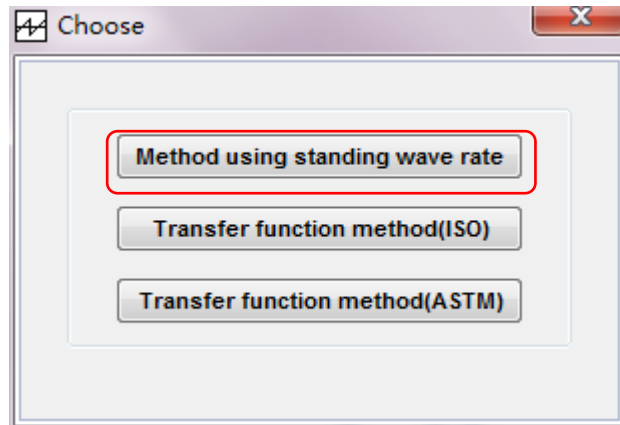 Choose
Method using standing wave rate
Transfer function method(ISO)
Transfer function method(ASTM)